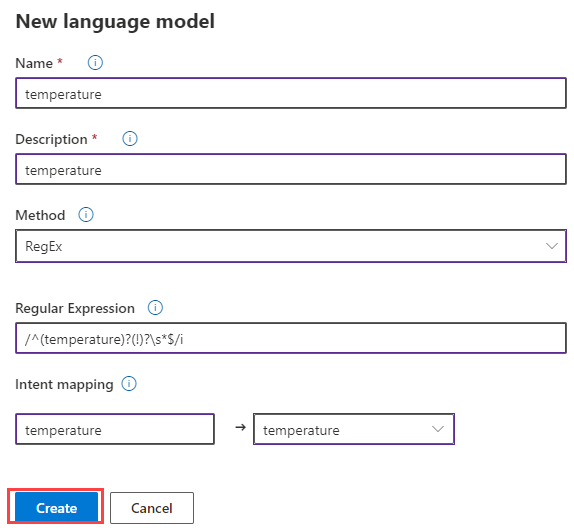 New language model
Name *
temperature
Description *
temperature
Method
RegEx
Regular Expression
/^(temperature)?(!)?\s*$/i
Intent mapping
temperature → temperature
Create Cancel